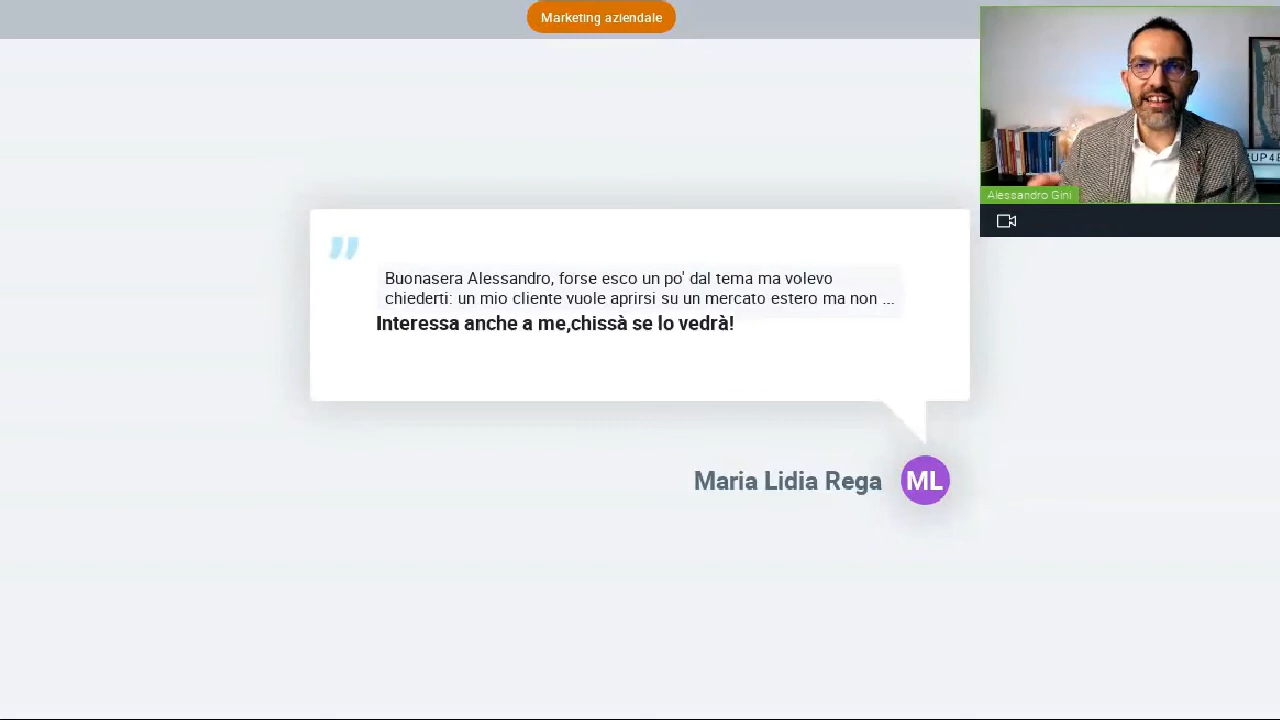 Marketing aziendale
Alessandro Gini
Buonasera Alessandro, forse esco un po' dal tema ma volevo
chiederti: un mio cliente vuole aprirsi su un mercato estero ma non ...
Interessa anche a me,chissà se lo vedrà!
Maria Lidia Rega
ML